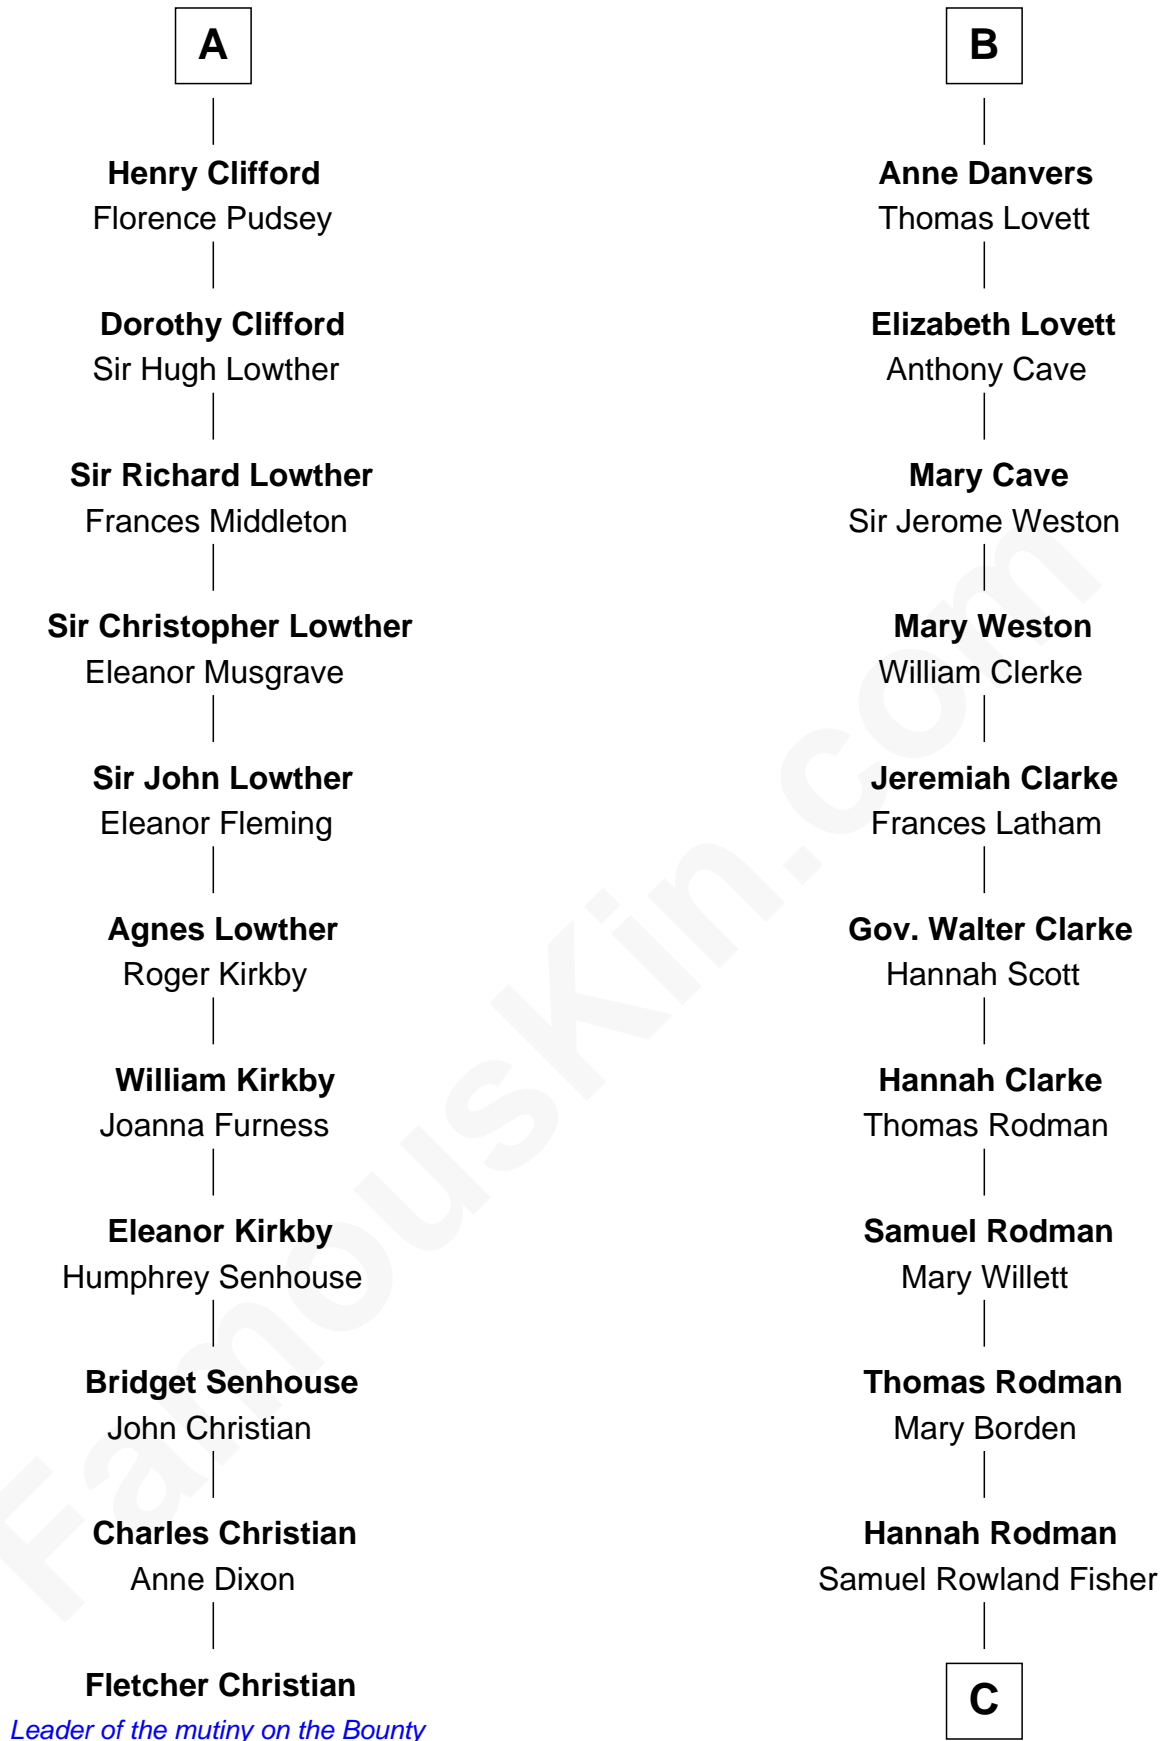 A
Henry Clifford
Florence Pudsey
Dorothy Clifford
Sir Hugh Lowther
Sir Richard Lowther
Frances Middleton
Sir Christopher Lowther
Eleanor Musgrave
Sir John Lowther
Eleanor Fleming
Agnes Lowther
Roger Kirkby
William Kirkby
Joanna Furness
Eleanor Kirkby
Humphrey Senhouse
Bridget Senhouse
John Christian
Charles Christian
Anne Dixon
Fletcher Christian
Leader of the mutiny on the Bounty
B
Anne Danvers
Thomas Lovett
Elizabeth Lovett
Anthony Cave
Mary Cave
Sir Jerome Weston
Mary Weston
William Clerke
Jeremiah Clarke
Frances Latham
Gov. Walter Clarke
Hannah Scott
Hannah Clarke
Thomas Rodman
Samuel Rodman
Mary Willett
Thomas Rodman
Mary Borden
Hannah Rodman
Samuel Rowland Fisher
C
FamousKin.com